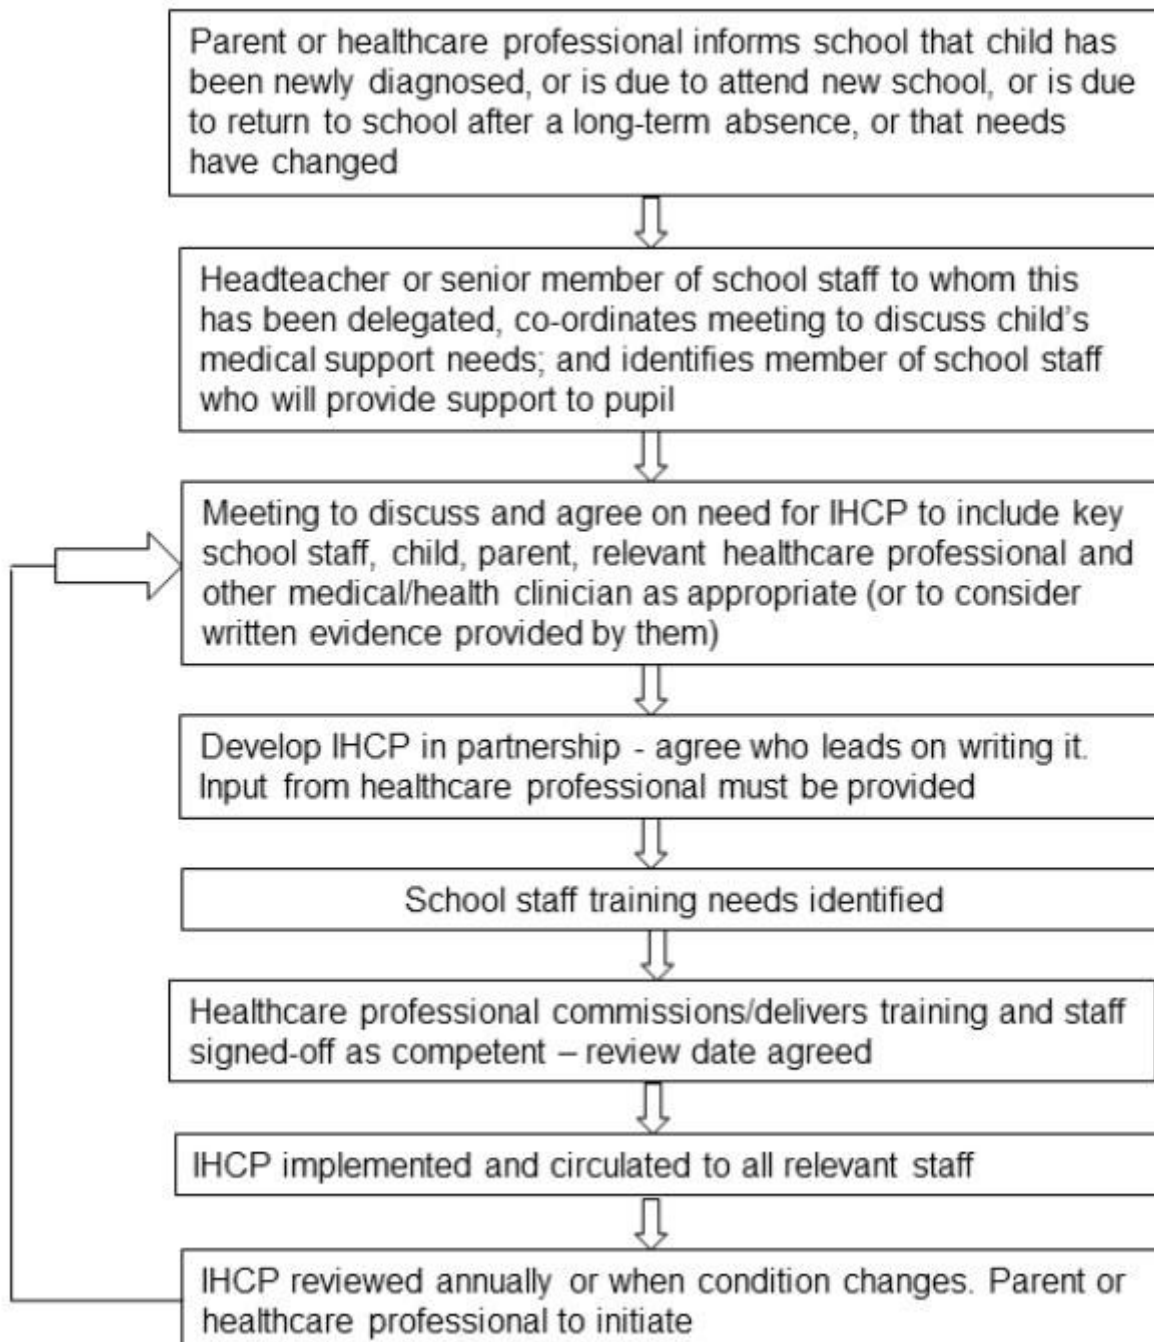 Parent or healthcare professional informs school that child has
been newly diagnosed, or is due to attend new school, or is due
to return to school after a long-term absence, or that needs
have changed
Headteacher or senior member of school staff to whom this
has been delegated, co-ordinates meeting to discuss child's
medical support needs; and identifies member of school staff
who will provide support to pupil
Meeting to discuss and agree on need for IHCP to include key
school staff, child, parent, relevant healthcare professional and
other medical/health clinician as appropriate (or to consider
written evidence provided by them)
Develop IHCP in partnership - agree who leads on writing it.
Input from healthcare professional must be provided
School staff training needs identified
Healthcare professional commissions/delivers training and staff
signed-off as competent – review date agreed
IHCP implemented and circulated to all relevant staff
IHCP reviewed annually or when condition changes. Parent or
healthcare professional to initiate